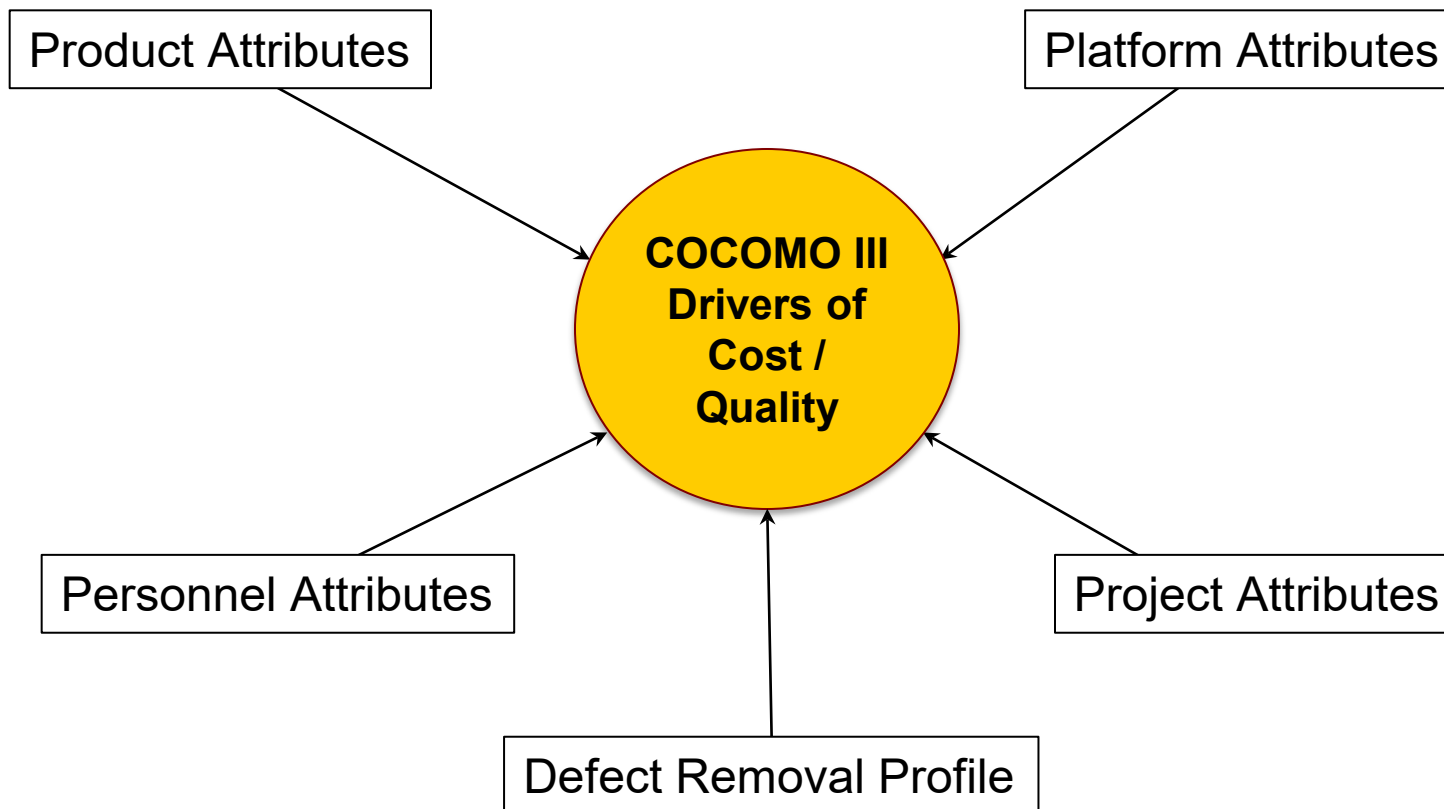 Product Attributes
Platform Attributes
COCOMO III
Drivers of
Cost /
Quality
Personnel Attributes
Project Attributes
Defect Removal Profile